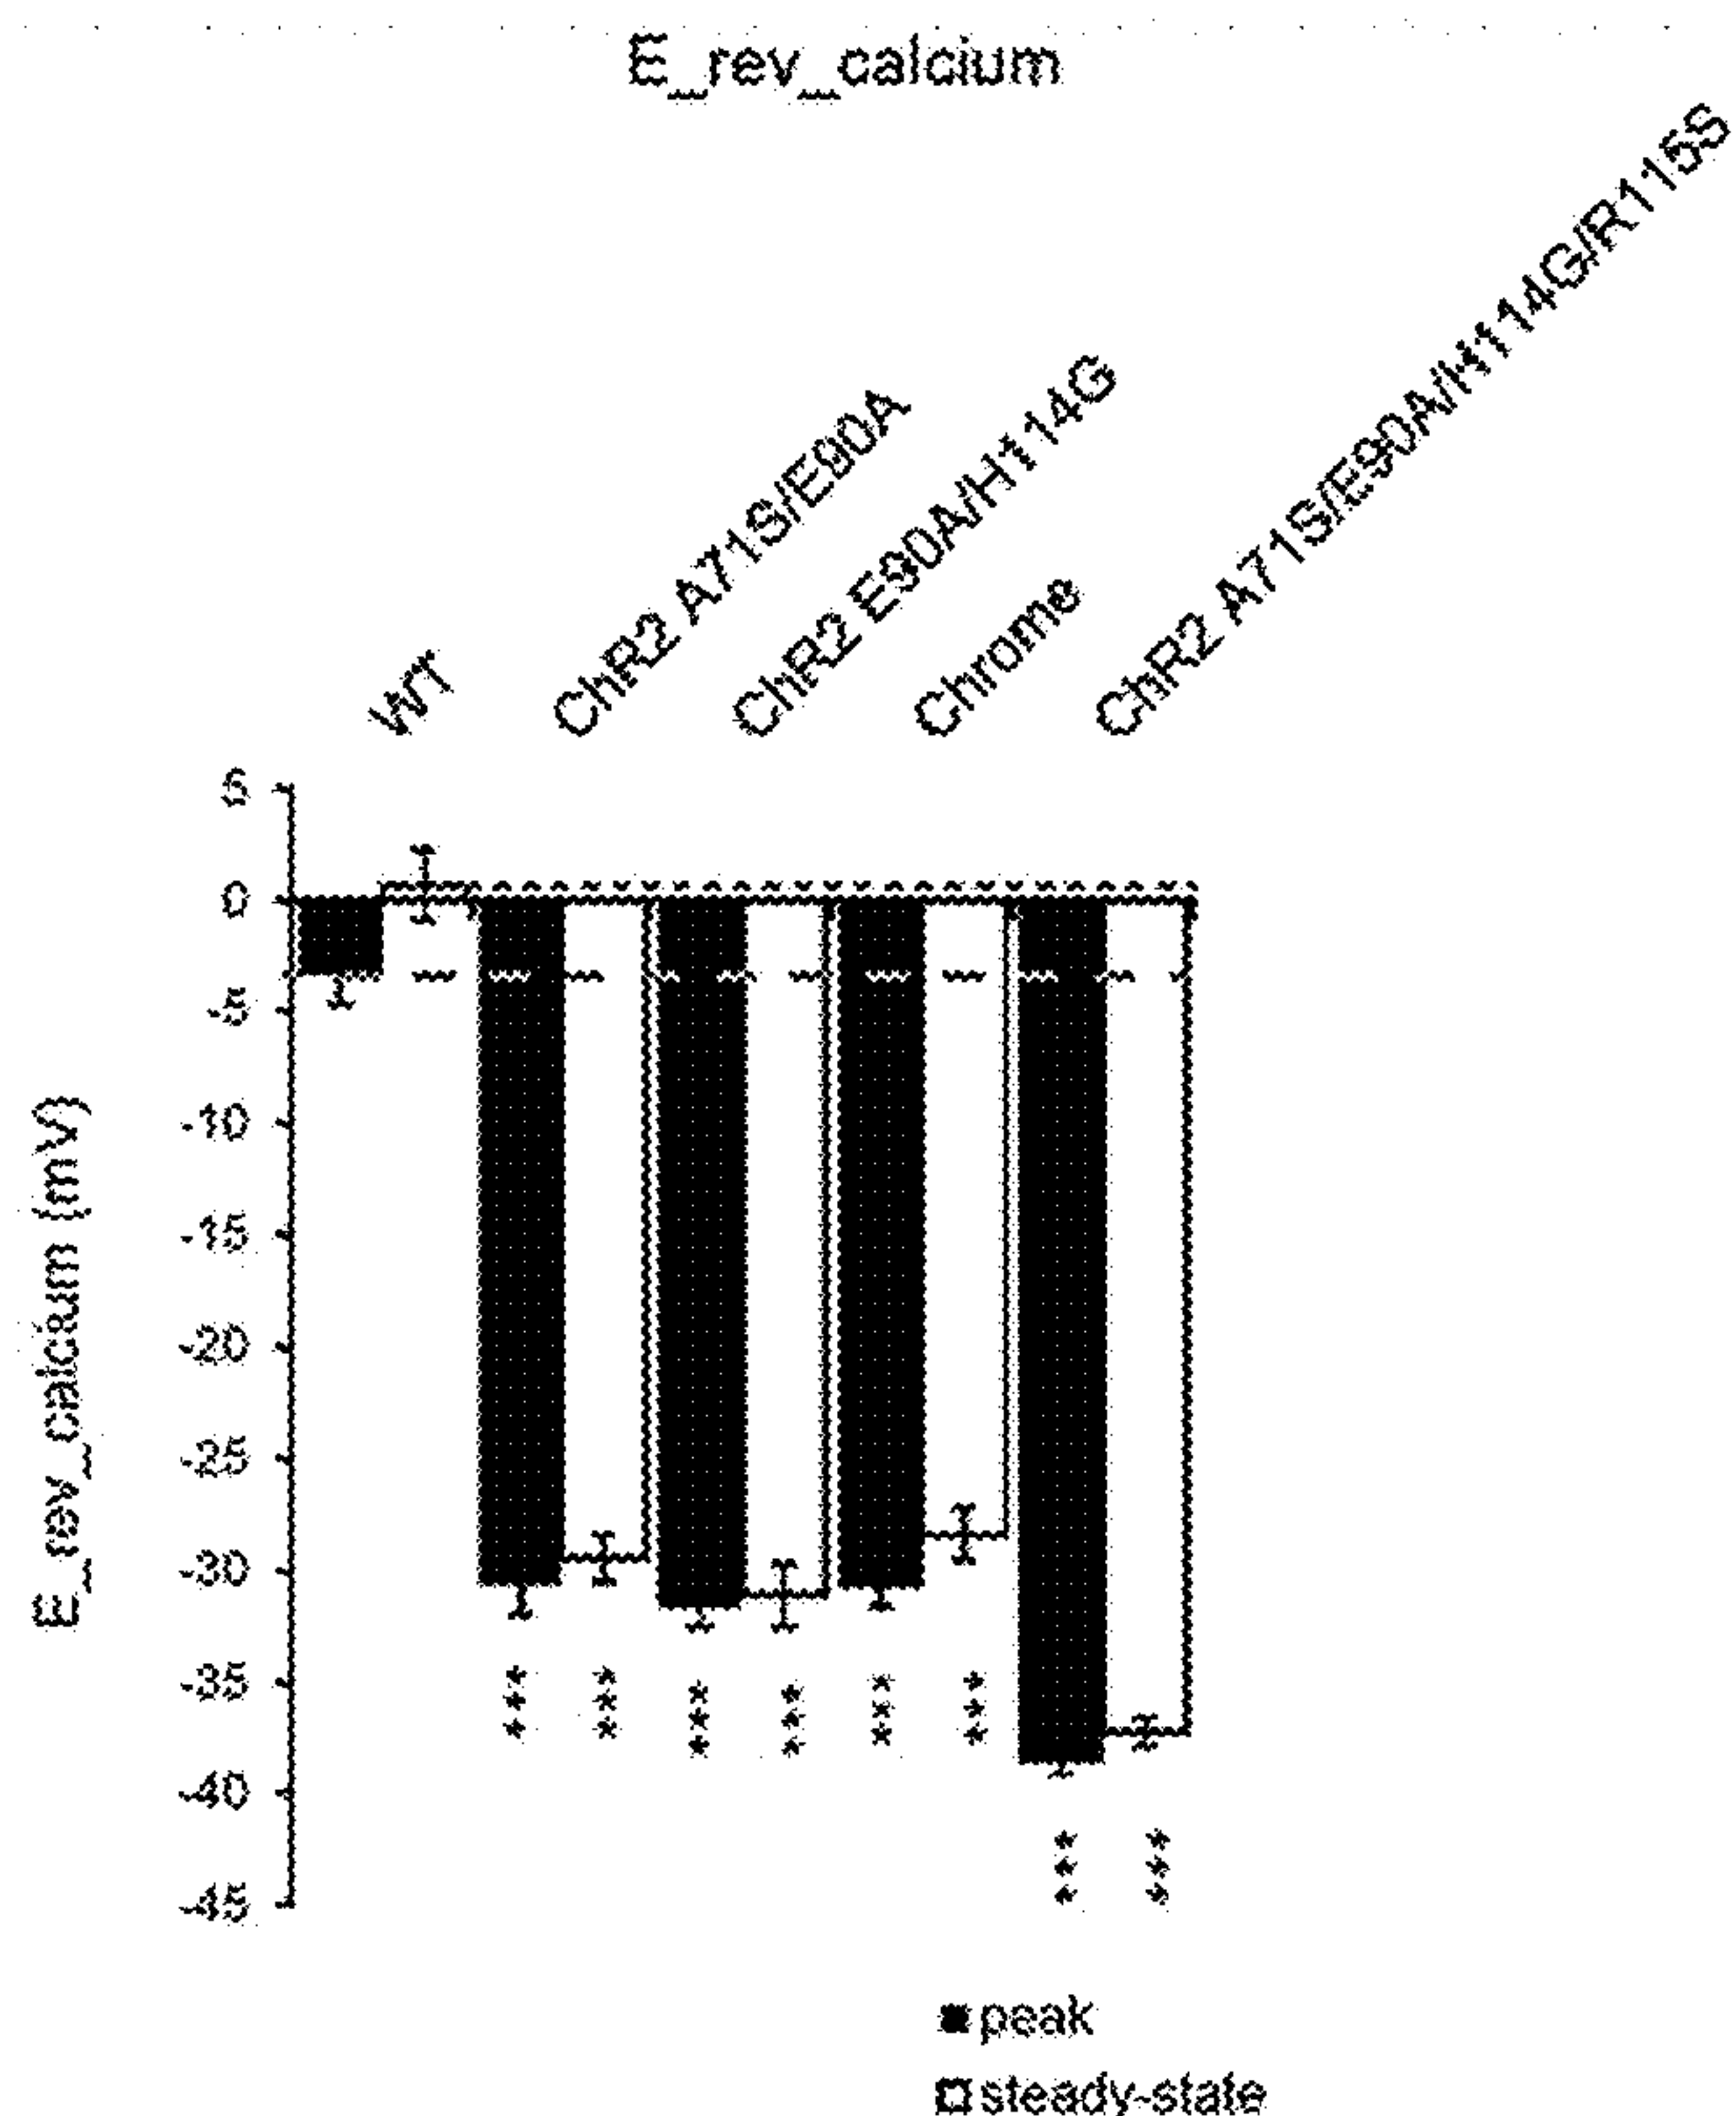 E_rev_calcium
WT
ChR2 A71S/E90A
ChR2 E90A/H114G
Chrome
ChR2 A71S/E90A/H114G/R115S
E_rev_calcium (mV)
5
0
-5
-10
-15
-20
-25
-30
-35
-40
-45
* * *
* * *
* * *
* * *
* * *
* * *
* * *
* * *
peak
steady-state